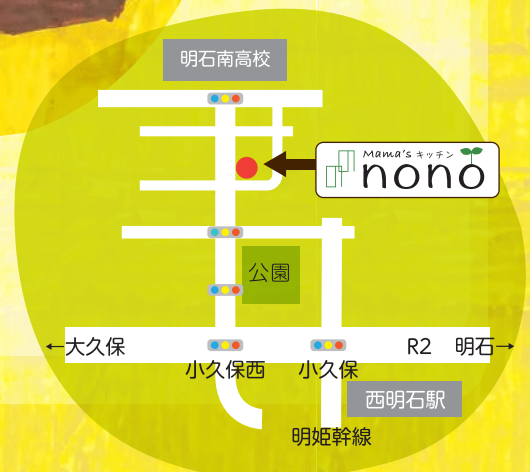 明石南高校
Mama's キッチン
nono
公園
←大久保
R2 明石→
小久保西
小久保
西明石駅
明姫幹線